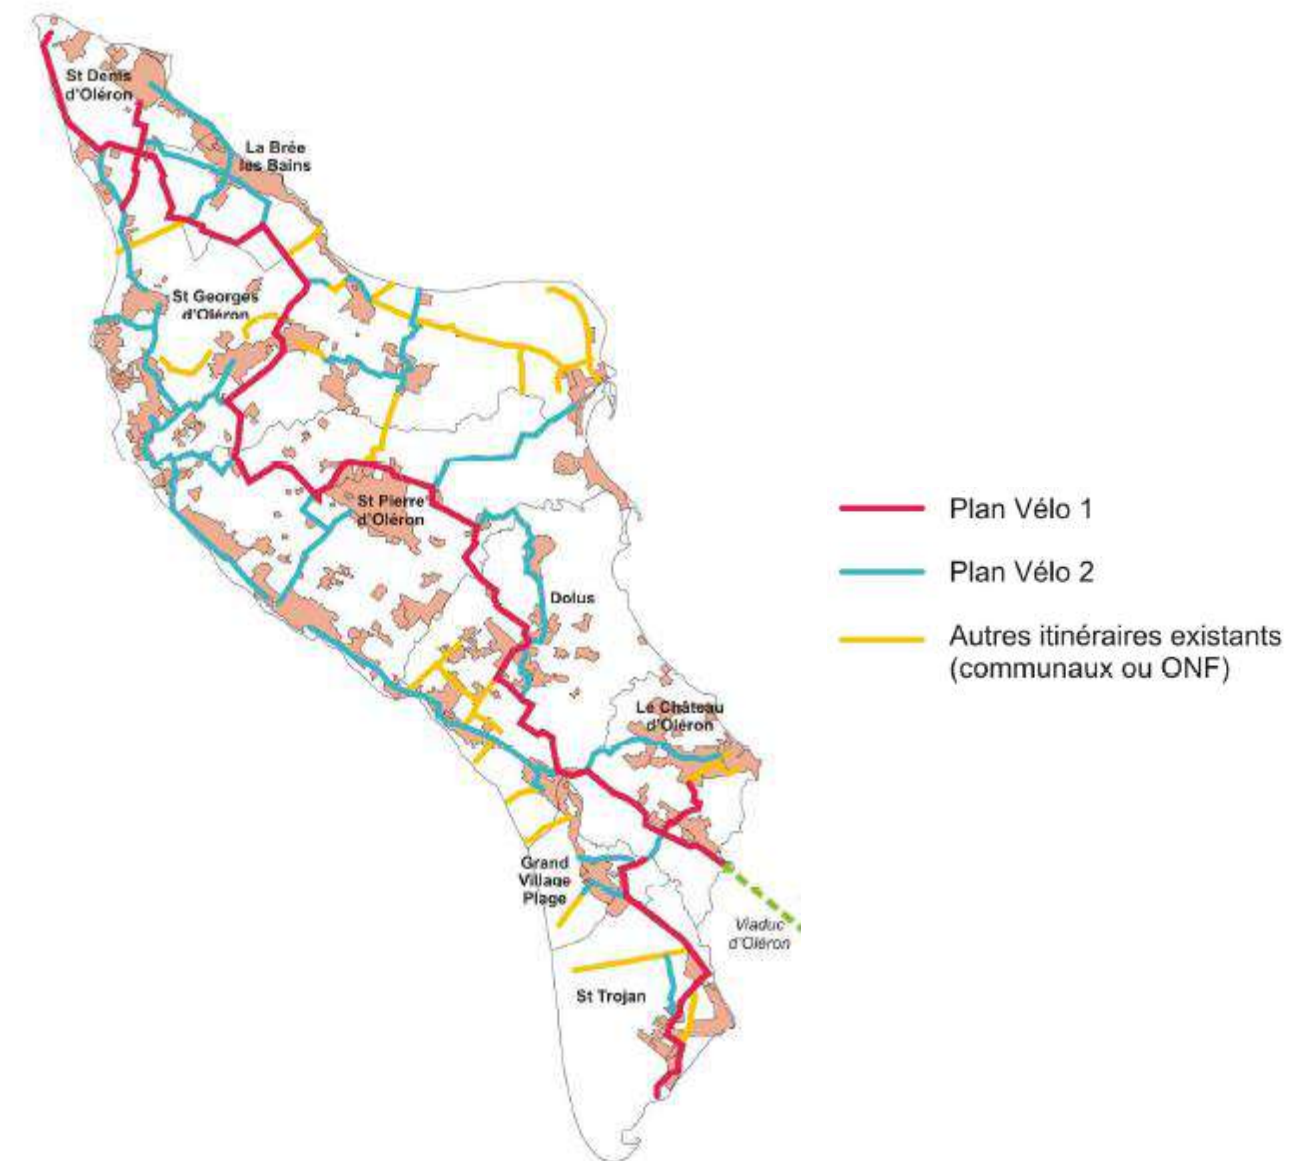 St Denis
d'Oléron
La Brée
les Bains
St Georges
d'Oléron
St Pierre
d'Oléron
Dolus
Le Château
d'Oléron
Grand
Village
Plage
Viaduc
d'Oléron
St Trojan
Plan Vélo 1
Plan Vélo 2
Autres itinéraires existants
(communaux ou ONF)